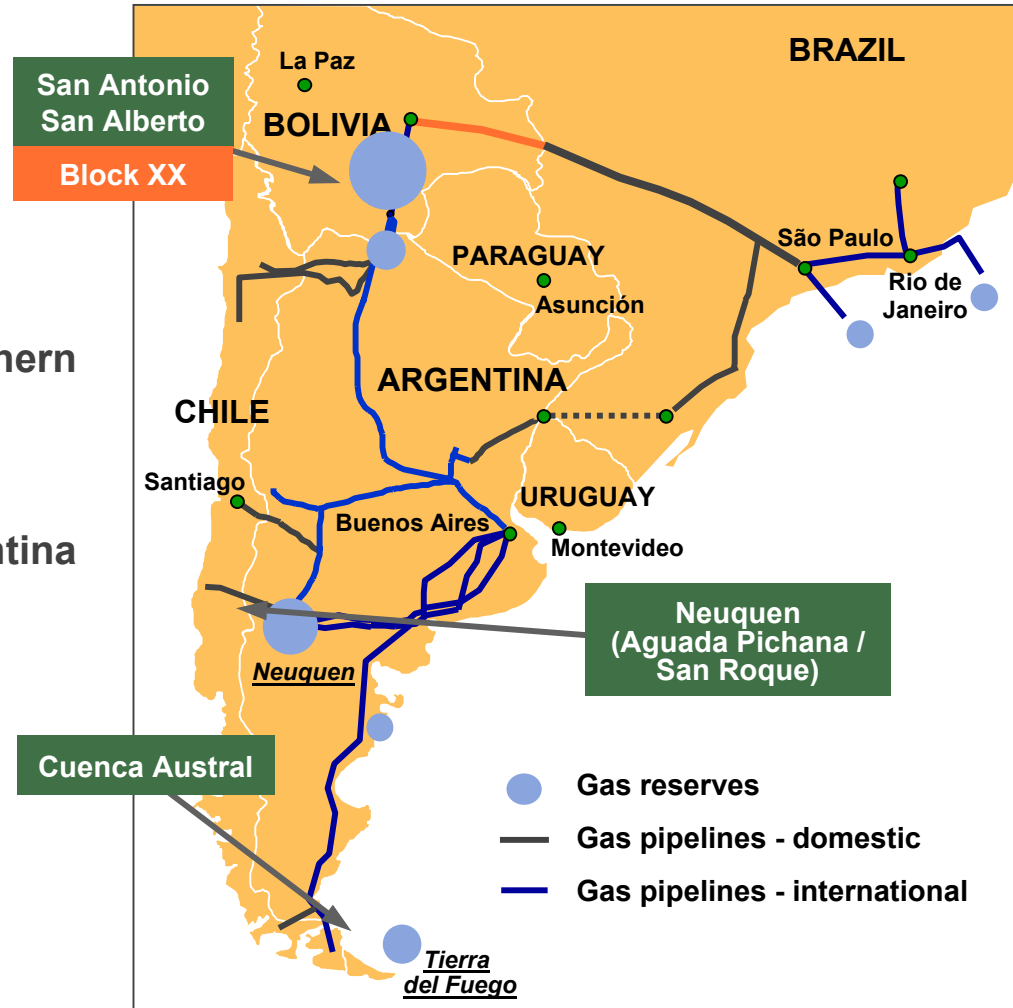 BRAZIL
La Paz
San Antonio
San Alberto
BOLIVIA
Block XX
São Paulo
PARAGUAY
Rio de
Janeiro
Asunción
hern
ARGENTINA
CHILE
Santiago
URUGUAY
Buenos Aires
Montevideo
ntina
Neuquen
(Aguada Pichana /
San Roque)
Neuquen
Cuenca Austral
Gas reserves
Gas pipelines - domestic
Gas pipelines - international
Tierra
del Fuego